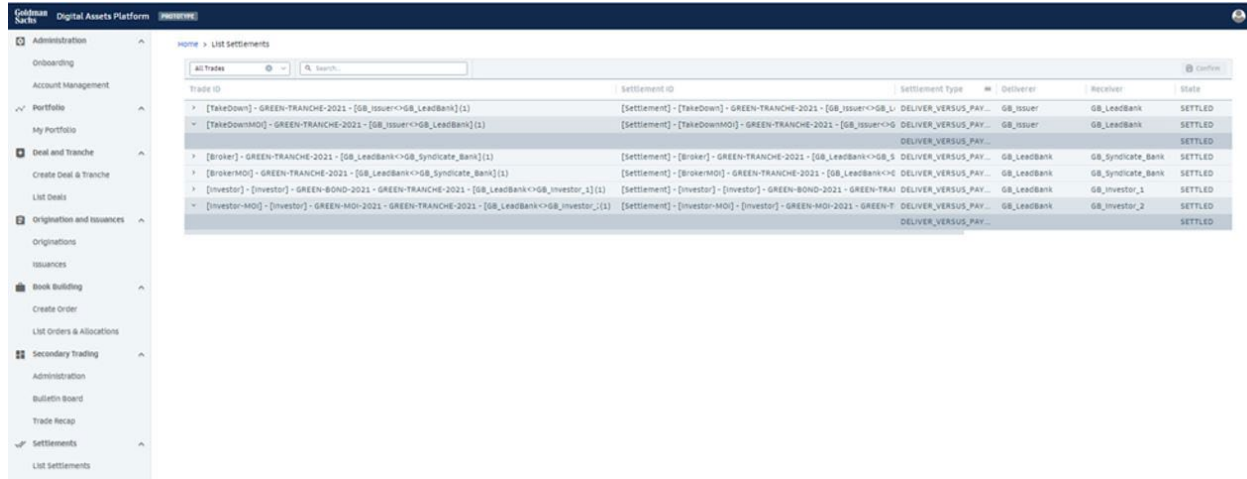 Goldman
Sachs
Digital Assets Platform PROTOTYPE
Administration
Onboarding
Account Management
Portfolio
My Portfolio
Deal and Tranche
Create Deal & Tranche
List Deals
Origination and Issuances
Originations
Issuances
Book Building
Create Order
List Orders & Allocations
Secondary Trading
Administration
Bulletin Board
Trade Recap
Settlements
List Settlements
Home > List Settlements
All Trades Search... Confirm
Trade ID Settlement ID Settlement Type Deliverer Receiver State
[TakeDown] - GREEN-TRANCHE-2021 - [GB_Issuer<>GB_LeadBank] (1) [Settlement] - [TakeDown] - GREEN-TRANCHE-2021 - [GB_Issuer<>GB_L DELIVER_VERSUS_PAY... GB_Issuer GB_LeadBank SETTLED
[TakeDownMOI] - GREEN-TRANCHE-2021 - [GB_Issuer<>GB_LeadBank] (1) [Settlement] - [TakeDownMOI] - GREEN-TRANCHE-2021 - [GB_Issuer<>G DELIVER_VERSUS_PAY... GB_Issuer GB_LeadBank SETTLED
DELIVER_VERSUS_PAY... SETTLED
[Broker] - GREEN-TRANCHE-2021 - [GB_LeadBank<>GB_Syndicate_Bank] (1) [Settlement] - [Broker] - GREEN-TRANCHE-2021 - [GB_LeadBank<>GB_S DELIVER_VERSUS_PAY... GB_LeadBank GB_Syndicate_Bank SETTLED
[BrokerMOI] - GREEN-TRANCHE-2021 - [GB_LeadBank<>GB_Syndicate_Bank] (1) [Settlement] - [BrokerMOI] - GREEN-TRANCHE-2021 - [GB_LeadBank<> DELIVER_VERSUS_PAY... GB_LeadBank GB_Syndicate_Bank SETTLED
[Investor] - [Investor] - GREEN-BOND-2021 - GREEN-TRANCHE-2021 - [GB_LeadBank<>GB_Investor_1] (1) [Settlement] - [Investor] - [Investor] - GREEN-BOND-2021 - GREEN-TRA DELIVER_VERSUS_PAY... GB_LeadBank GB_Investor_1 SETTLED
[Investor-MOI] - [Investor] - GREEN-MOI-2021 - GREEN-TRANCHE-2021 - [GB_LeadBank<>GB_Investor_ (1) [Settlement] - [Investor-MOI] - [Investor] - GREEN-MOI-2021 - GREEN-T DELIVER_VERSUS_PAY... GB_LeadBank GB_Investor_2 SETTLED
DELIVER_VERSUS_PAY... SETTLED